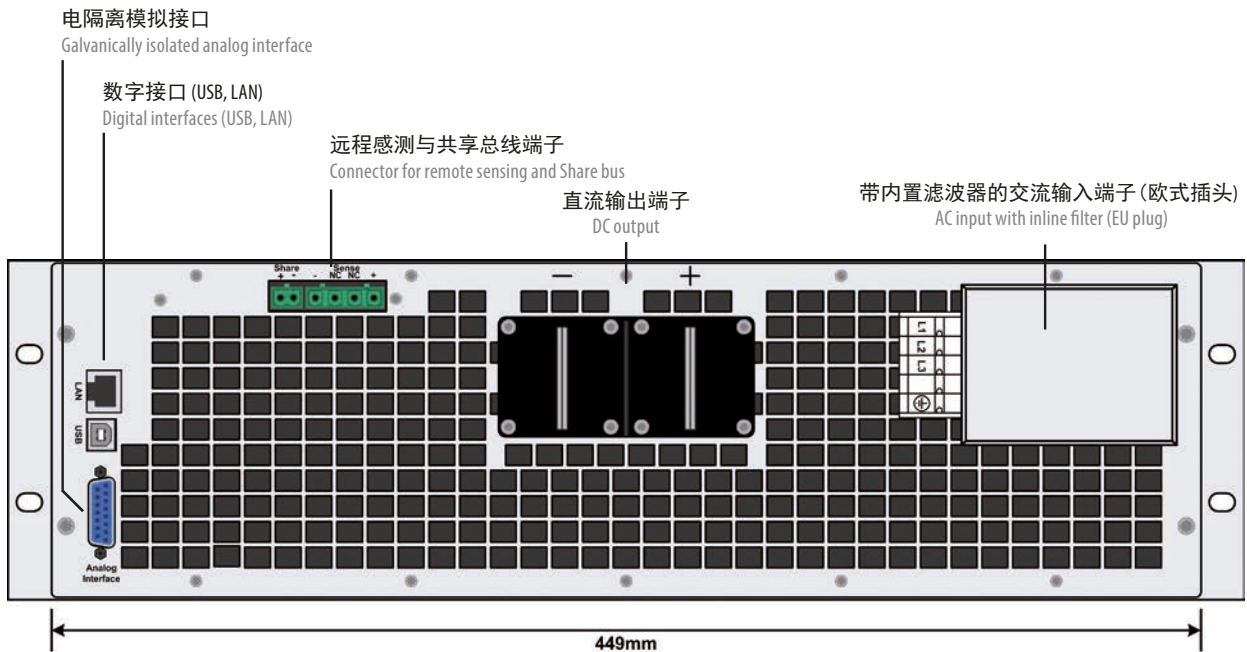 电隔离模拟接口
Galvanically isolated analog interface
数字接口 (USB, LAN)
Digital interfaces (USB, LAN)
远程感测与共享总线端子
Connector for remote sensing and Share bus
直流输出端子
DC output
带内置滤波器的交流输入端子(欧式插头)
AC input with inline filter (EU plug)
Share Sense
+ - - NC NC +
− +
L1
L2
L3
LAN
USB
Analog
Interface
449mm